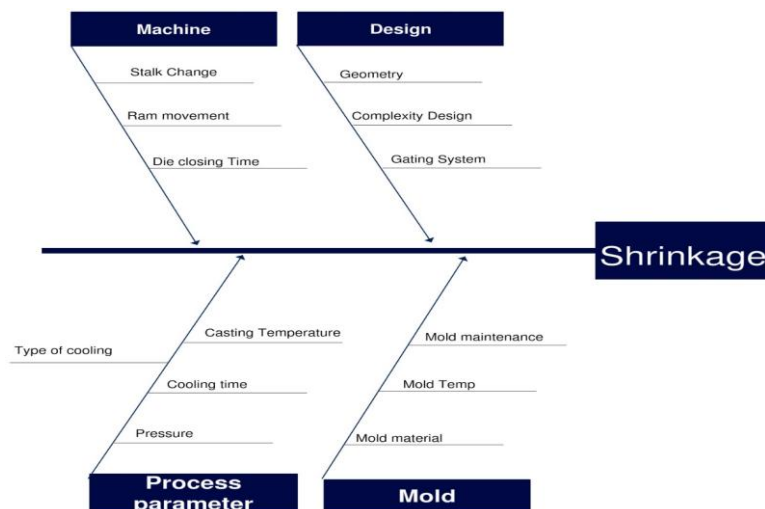 Machine
Design
Stalk Change
Geometry
Ram movement
Complexity Design
Die closing Time
Gating System
Shrinkage
Casting Temperature
Mold maintenance
Type of cooling
Cooling time
Mold Temp
Pressure
Mold material
Process
parameter
Mold